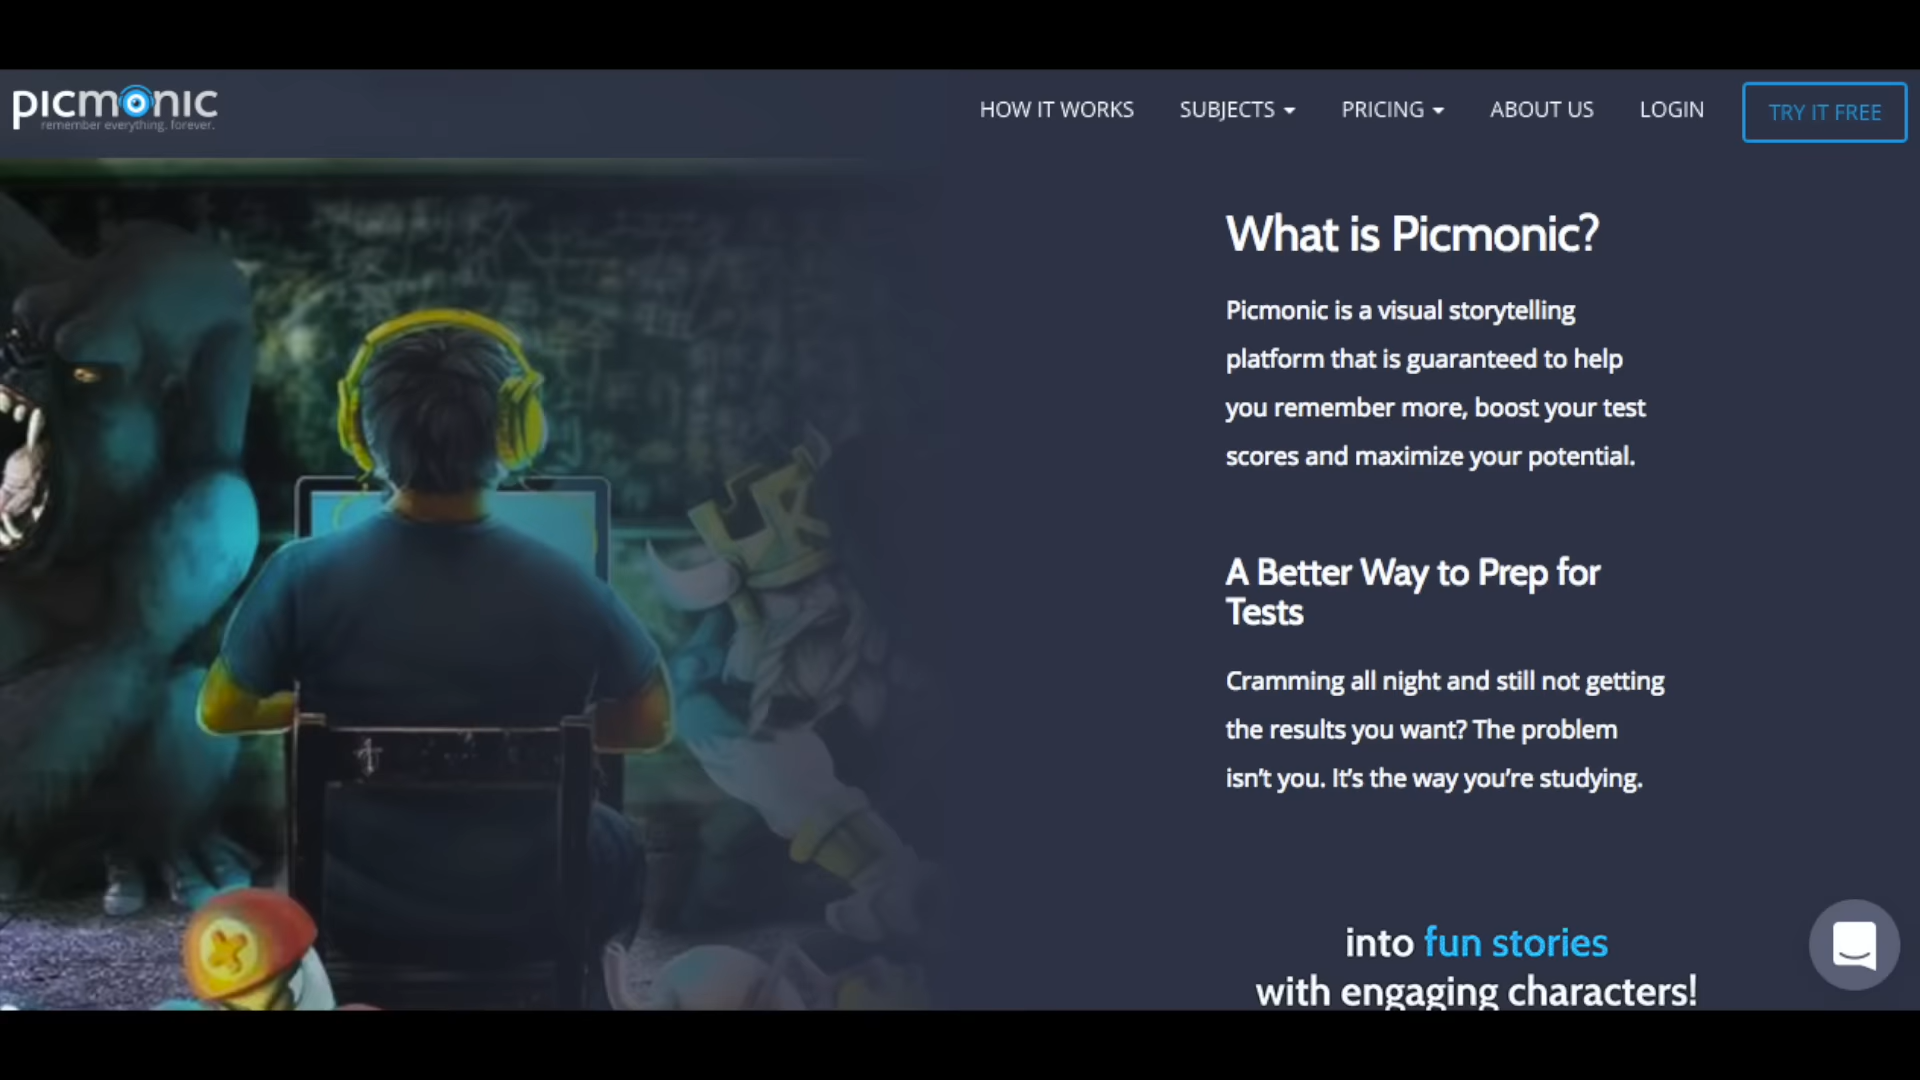 picmonic
remember everything. forever.
HOW IT WORKS
SUBJECTS
PRICING
ABOUT US
LOGIN
TRY IT FREE
What is Picmonic?
Picmonic is a visual storytelling
platform that is guaranteed to help
you remember more, boost your test
scores and maximize your potential.
A Better Way to Prep for
Tests
Cramming all night and still not getting
the results you want? The problem
isn't you. It's the way you're studying.
into fun stories
with engaging characters!